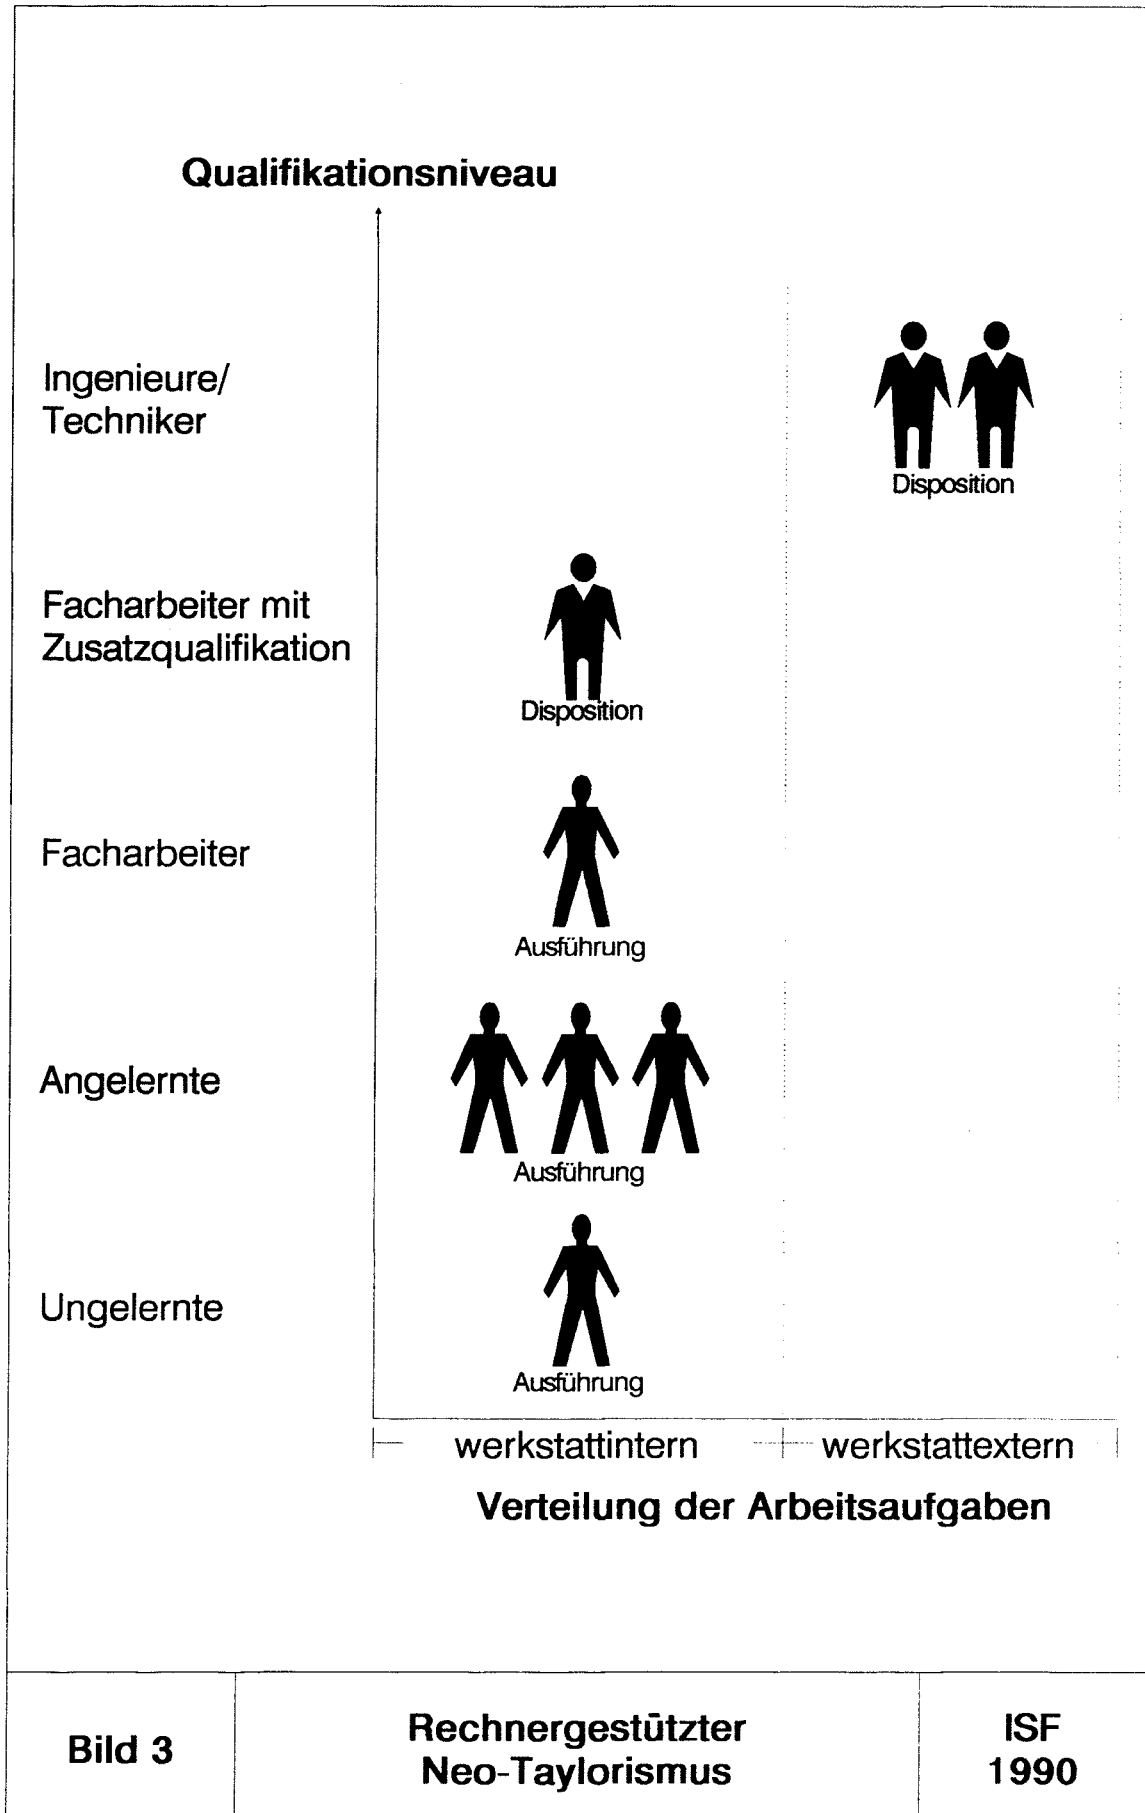 Qualifikationsniveau
Ingenieure/
Techniker
Disposition
Facharbeiter mit
Zusatzqualifikation
Disposition
Facharbeiter
Ausführung
Angelernte
Ausführung
Ungelernte
Ausführung
werkstattintern werkstattextern
Verteilung der Arbeitsaufgaben
Bild 3
Rechnergestützter
Neo-Taylorismus
ISF
1990